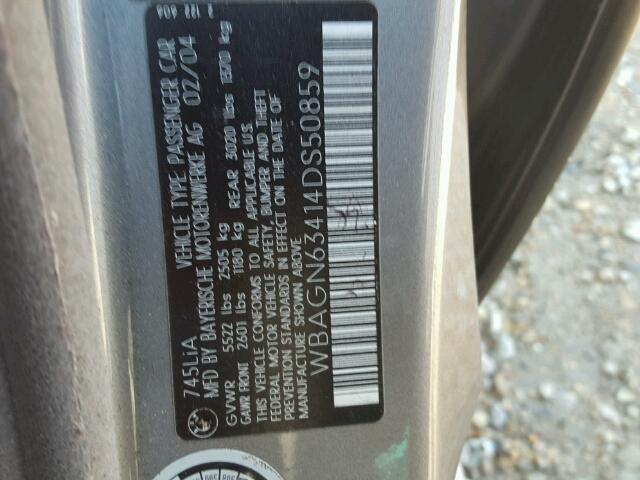 745LiA VEHICLE TYPE PASSENGER CAR
MFD BY BAYERISCHE MOTORENWERKE AG 02/04
GVWR 5522 lbs 2505 kg
GAWR FRONT 2601 lbs 1180 kg REAR 3020 lbs 1370 kg
THIS VEHICLE CONFORMS TO ALL APPLICABLE U.S.
FEDERAL MOTOR VEHICLE SAFETY, BUMPER AND THEFT
PREVENTION STANDARDS IN EFFECT ON THE DATE OF
MANUFACTURE SHOWN ABOVE
WBAGN63414DS50859